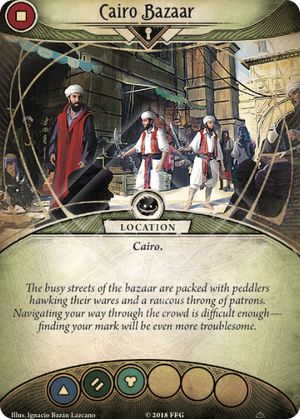 Cairo Bazaar
LOCATION
Cairo.
The busy streets of the bazaar are packed with peddlers
hawking their wares and a raucous throng of patrons.
Navigating your way through the crowd is difficult enough—
finding your mark will be even more troublesome.
Illus. Ignacio Bazán Lazcano
© 2018 FFG